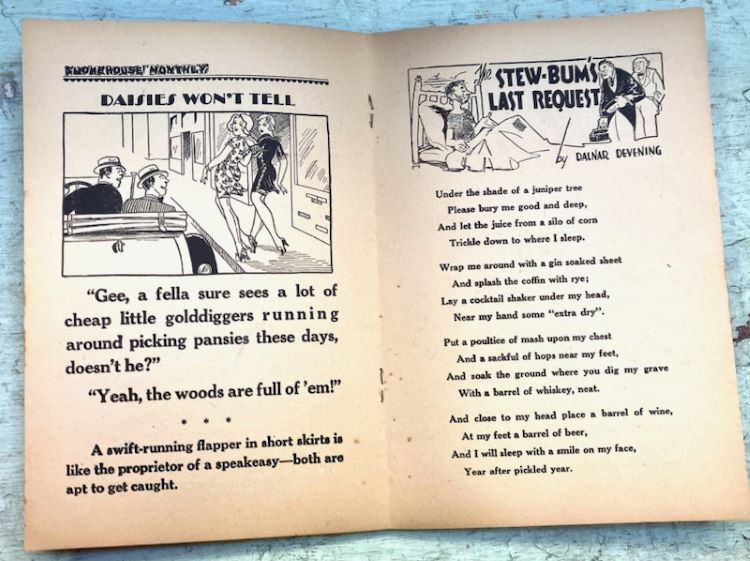 SMOKEHOUSE MONTHLY
DAISIES WON'T TELL
"Gee, a fella sure sees a lot of
cheap little golddiggers running
around picking pansies these days,
doesn't he?"
"Yeah, the woods are full of 'em!"
* * *
A swift-running flapper in short skirts is
like the proprietor of a speakeasy—both are
apt to get caught.
The
STEW-BUM'S
LAST REQUEST
by DALNAR DEVENING
Under the shade of a juniper tree
Please bury me good and deep,
And let the juice from a silo of corn
Trickle down to where I sleep.
Wrap me around with a gin soaked sheet
And splash the coffin with rye;
Lay a cocktail shaker under my head,
Near my hand some "extra dry".
Put a poultice of mash upon my chest
And a sackful of hops near my feet,
And soak the ground where you dig my grave
With a barrel of whiskey, neat.
And close to my head place a barrel of wine,
At my feet a barrel of beer,
And I will sleep with a smile on my face,
Year after pickled year.